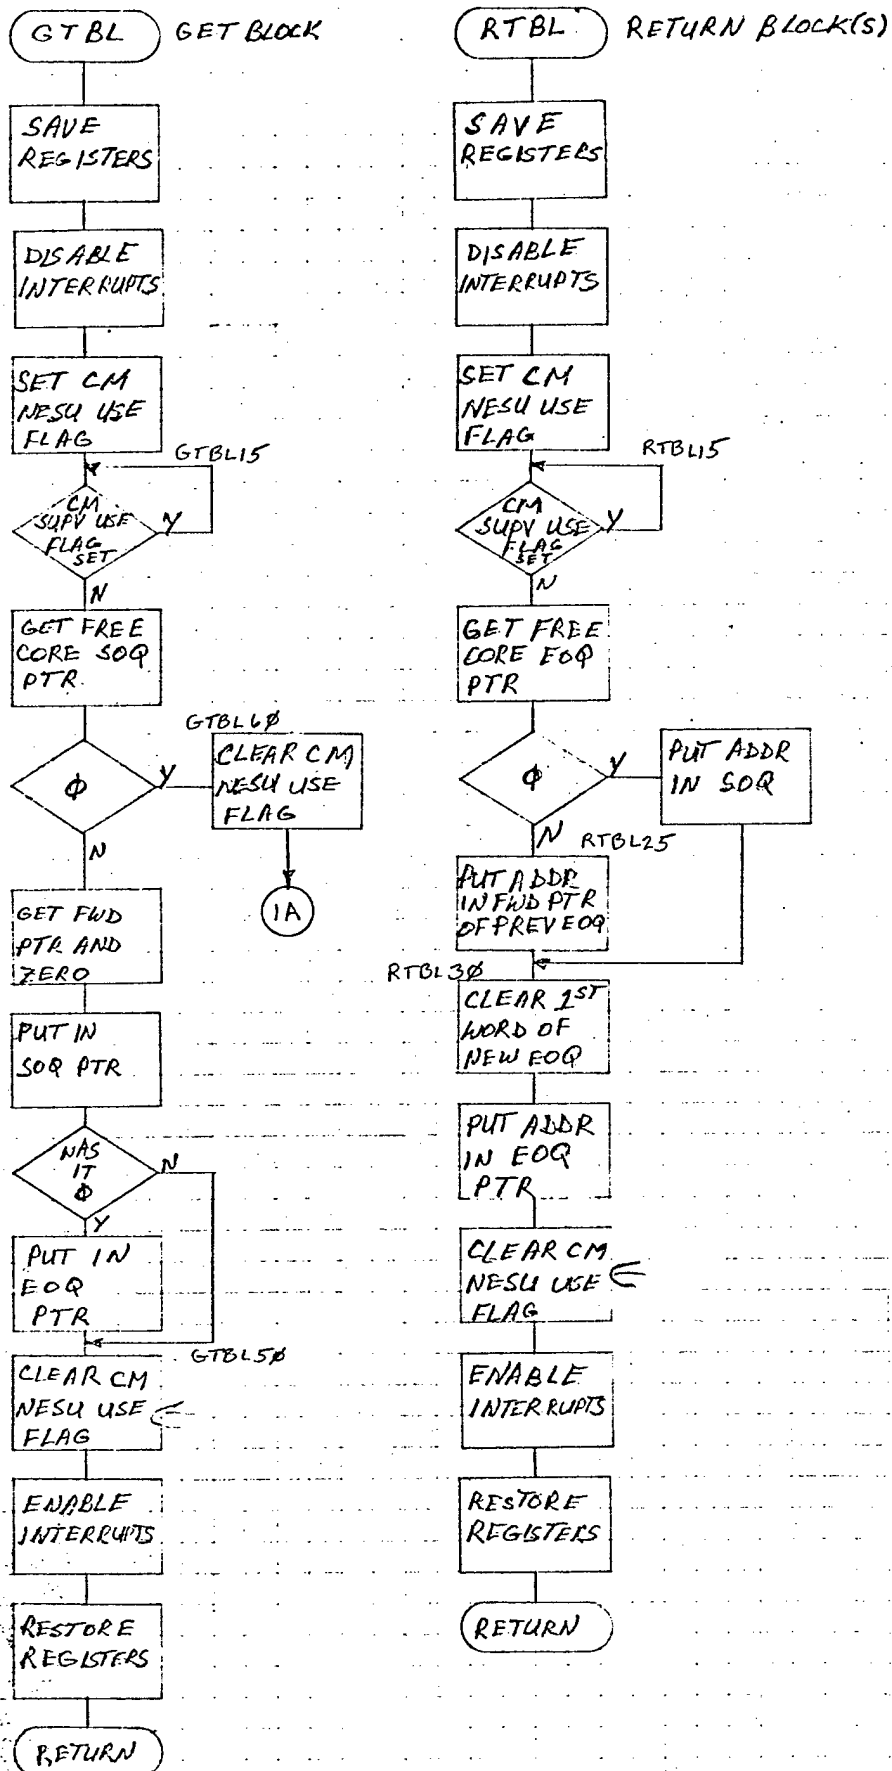 GTBL GET BLOCK
SAVE
REGISTERS
DISABLE
INTERRUPTS
SET CM
NESU USE
FLAG
GTBL15
CM
SUPV USE
FLAG
SET
Y
N
GET FREE
CORE SOQ
PTR.
GTBL6Ø
Ø
Y
CLEAR CM
NESU USE
FLAG
1A
N
GET FWD
PTR AND
ZERO
PUT IN
SOQ PTR
WAS
IT
Ø
N
Y
PUT IN
EOQ
PTR
GTBL5Ø
CLEAR CM
NESU USE
FLAG
ENABLE
INTERRUPTS
RESTORE
REGISTERS
RETURN
RTBL RETURN BLOCK(S)
SAVE
REGISTERS
DISABLE
INTERRUPTS
SET CM
NESU USE
FLAG
RTBL15
CM
SUPV USE
FLAG
SET
Y
N
GET FREE
CORE EOQ
PTR
Ø
Y
PUT ADDR
IN SOQ
N
RTBL25
PUT ADDR
IN FWD PTR
OF PREV EOQ
RTBL3Ø
CLEAR 1ST
WORD OF
NEW EOQ
PUT ADDR
IN EOQ
PTR
CLEAR CM
NESU USE
FLAG
ENABLE
INTERRUPTS
RESTORE
REGISTERS
RETURN